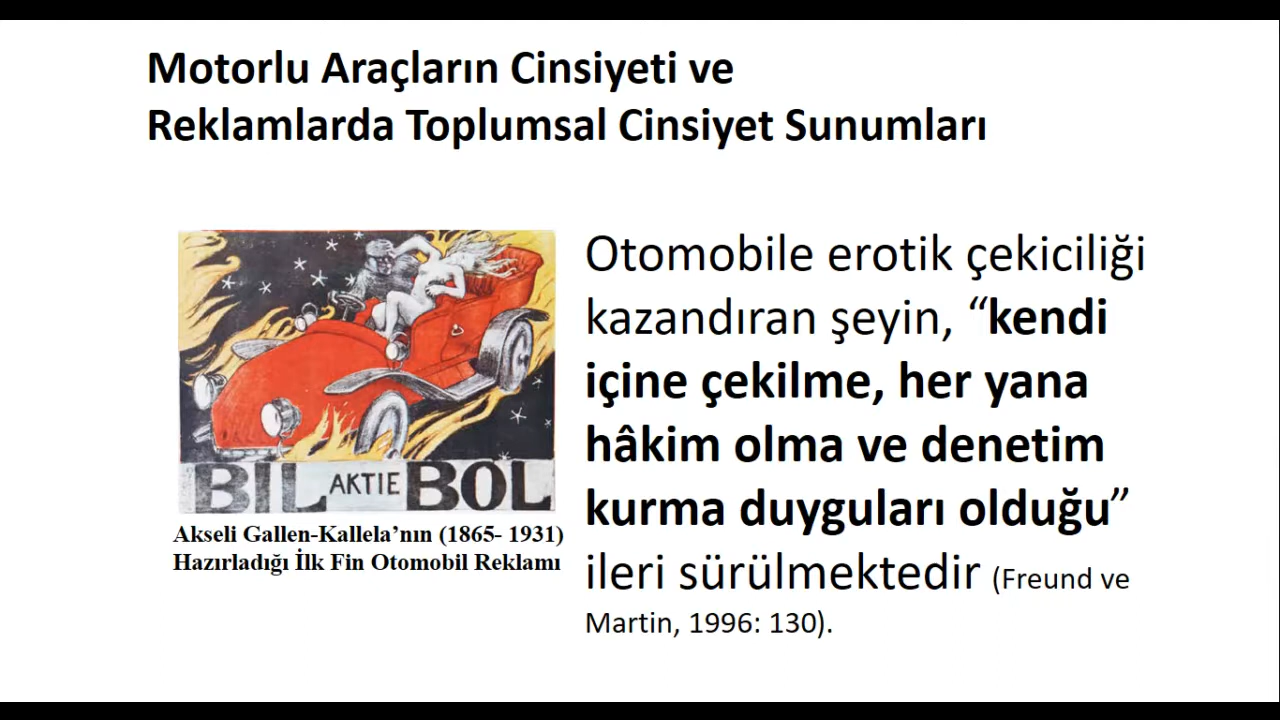 Motorlu Araçların Cinsiyeti ve
Reklamlarda Toplumsal Cinsiyet Sunumları
BIL AKTIE BOL
Akseli Gallen-Kallela’nın (1865- 1931)
Hazırladığı İlk Fin Otomobil Reklamı
Otomobile erotik çekiciliği
kazandıran şeyin, “kendi
içine çekilme, her yana
hâkim olma ve denetim
kurma duyguları olduğu”
ileri sürülmektedir (Freund ve
Martin, 1996: 130).